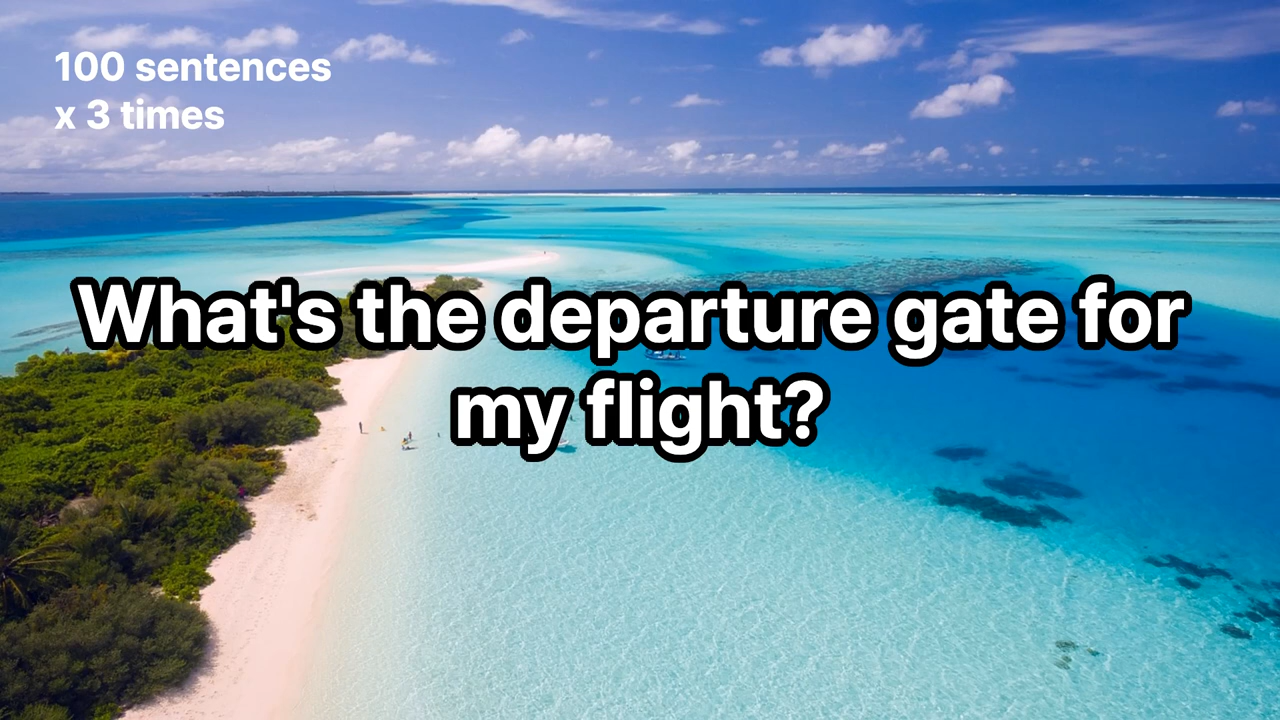 100 sentences
x 3 times
What's the departure gate for
my flight?